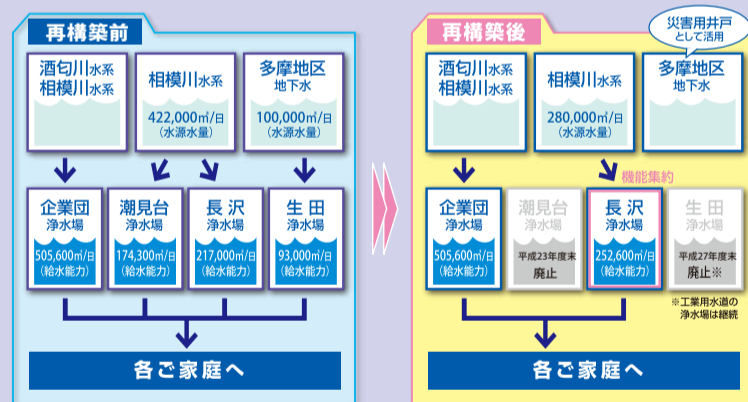 再構築前
酒匂川水系
相模川水系
相模川水系
422,000㎥/日
(水源水量)
多摩地区
地下水
100,000㎥/日
(水源水量)
企業団
浄水場
505,600㎥/日
(給水能力)
潮見台
浄水場
174,300㎥/日
(給水能力)
長沢
浄水場
217,000㎥/日
(給水能力)
生田
浄水場
93,000㎥/日
(給水能力)
各ご家庭へ
再構築後
災害用井戸
として活用
酒匂川水系
相模川水系
相模川水系
280,000㎥/日
(水源水量)
多摩地区
地下水
機能集約
企業団
浄水場
505,600㎥/日
(給水能力)
潮見台
浄水場
平成23年度末
廃止
長沢
浄水場
252,600㎥/日
(給水能力)
生田
浄水場
平成27年度末
廃止※
※工業用水道の
浄水場は継続
各ご家庭へ